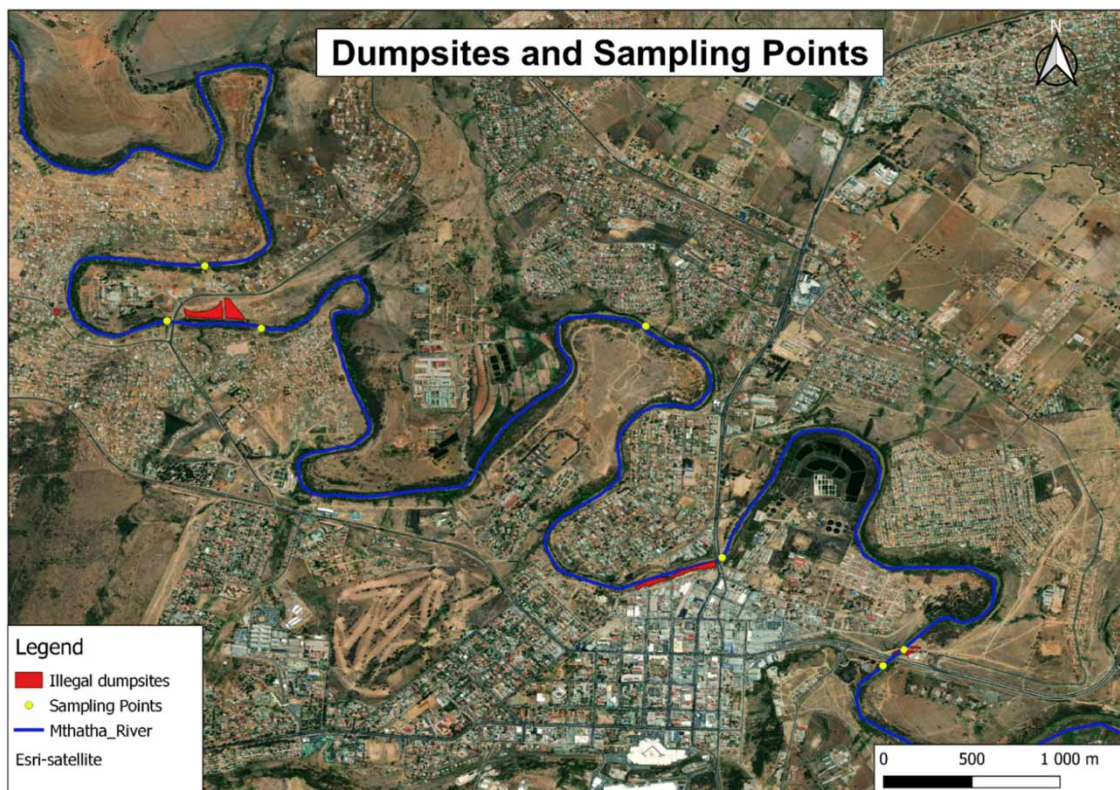 Dumpsites and Sampling Points
N
Legend
Illegal dumpsites
Sampling Points
Mthatha_River
Esri-satellite
0 500 1 000 m